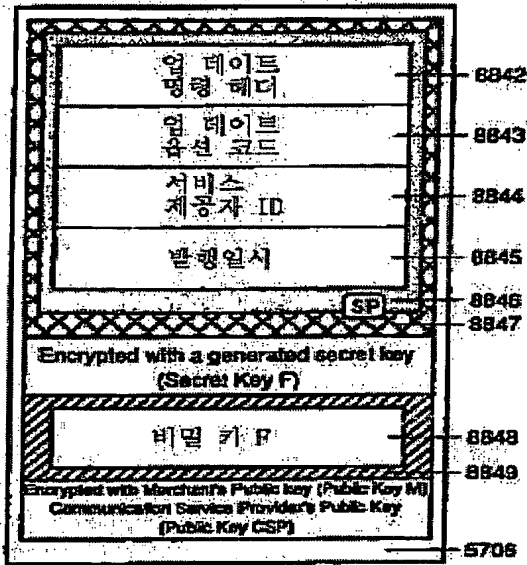 업 데이트
명령 헤더
8842
업 데이트
옵션 코드
8843
서비스
제공자 ID
8844
발행일시
8845
SP
8846
8847
Encrypted with a generated secret key
(Secret Key F)
비밀 키 F
8848
8849
Encrypted with Merchant's Public key (Public Key M)
Communication Service Provider's Public Key
(Public Key CSP)
5706